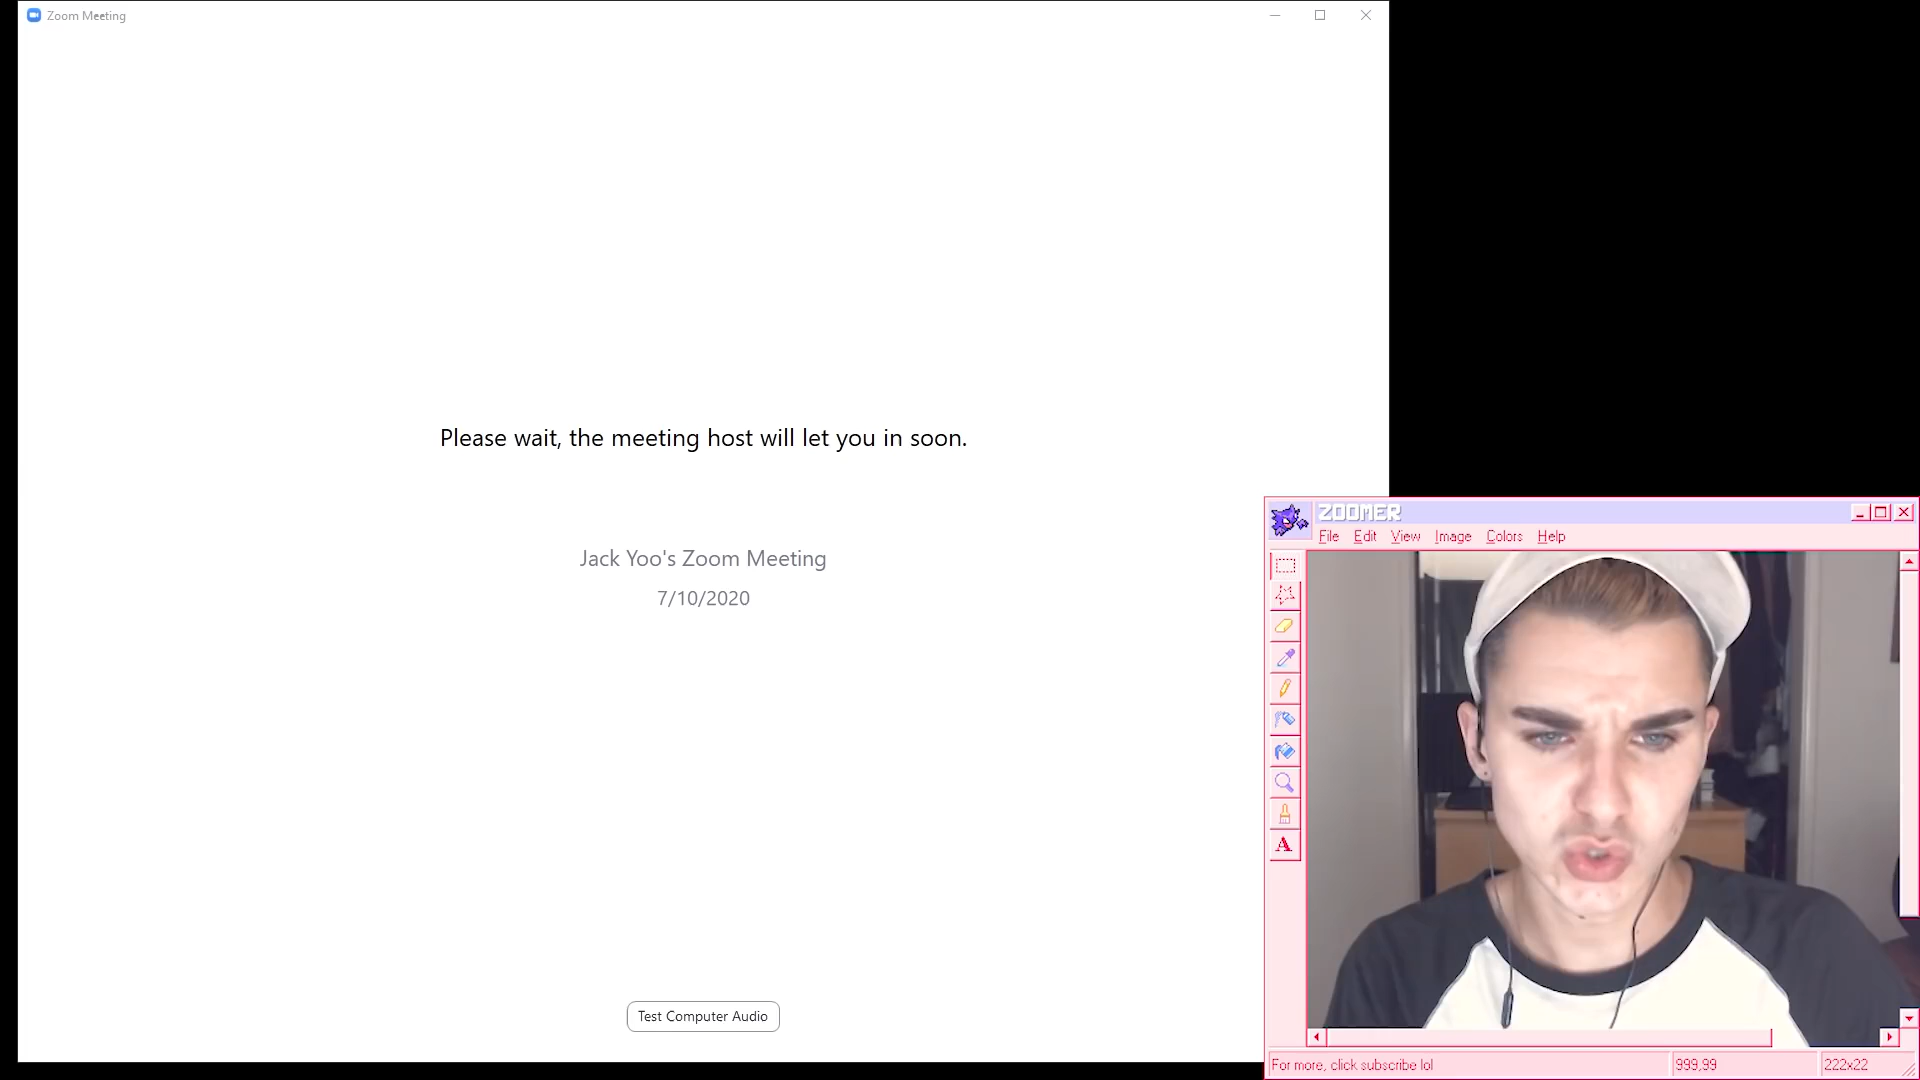 Zoom Meeting
Please wait, the meeting host will let you in soon.
Jack Yoo's Zoom Meeting
7/10/2020
Test Computer Audio
ZOOMER
File Edit View Image Colors Help
A
For more, click subscribe lol 999,99 222x22